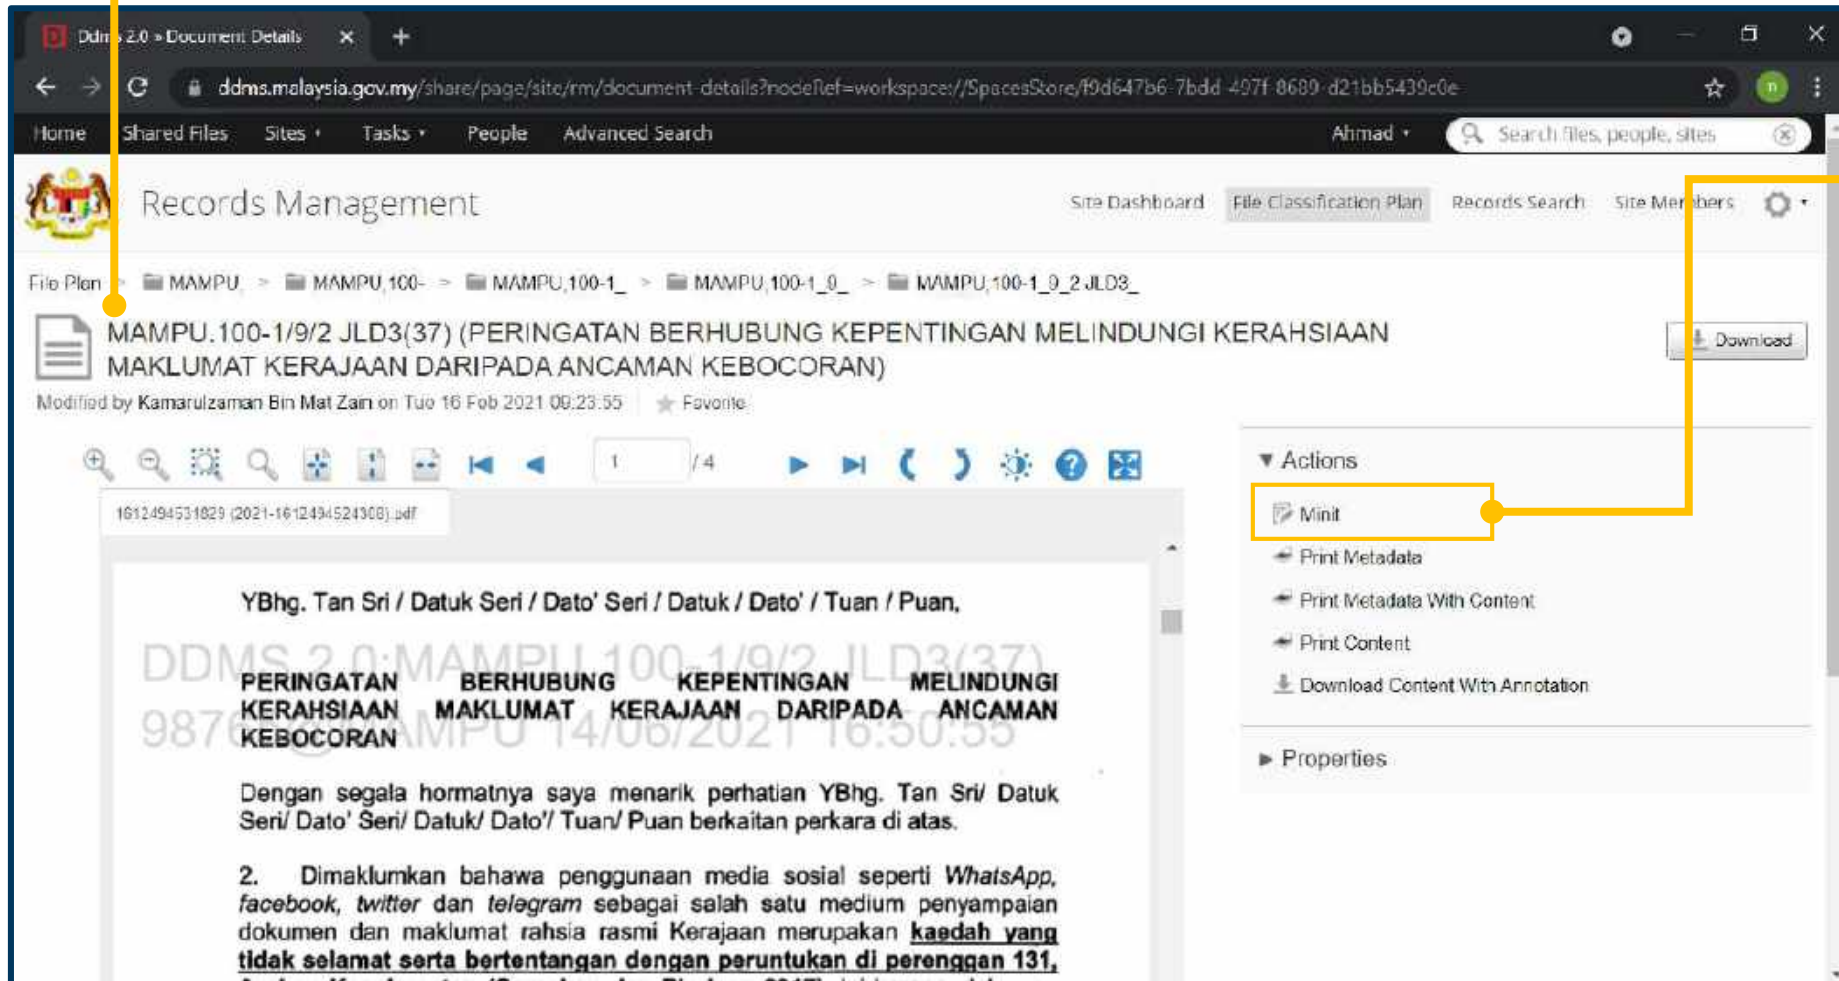 Ddms 2.0 » Document Details
ddms.malaysia.gov.my/share/page/site/rm/document-details?nodeRef=workspace://SpacesStore/f9d647b6-7bdd-497f-8689-d21bb5439c0e
Home Shared Files Sites Tasks People Advanced Search Ahmad Search files, people, sites
Records Management
Site Dashboard File Classification Plan Records Search Site Members
File Plan > MAMPU, > MAMPU,100- > MAMPU,100-1_ > MAMPU,100-1_9_ > MAMPU,100-1_9_2 JLD3_
MAMPU.100-1/9/2 JLD3(37) (PERINGATAN BERHUBUNG KEPENTINGAN MELINDUNGI KERAHSIAAN
MAKLUMAT KERAJAAN DARIPADA ANCAMAN KEBOCORAN)
Download
Modified by Kamarulzaman Bin Mat Zain on Tue 16 Feb 2021 09:23:55 Favorite
1 / 4
1612494531829 (2021-1612494524308).pdf
YBhg. Tan Sri / Datuk Seri / Dato' Seri / Datuk / Dato' / Tuan / Puan,
DDMS 2.0:MAMPU.100-1/9/2 JLD3(37)
PERINGATAN BERHUBUNG KEPENTINGAN MELINDUNGI
KERAHSIAAN MAKLUMAT KERAJAAN DARIPADA ANCAMAN
KEBOCORAN
14/06/2021 16:50:55
Dengan segala hormatnya saya menarik perhatian YBhg. Tan Sri/ Datuk
Seri/ Dato' Seri/ Datuk/ Dato'/ Tuan/ Puan berkaitan perkara di atas.
2. Dimaklumkan bahawa penggunaan media sosial seperti WhatsApp,
facebook, twitter dan telegram sebagai salah satu medium penyampaian
dokumen dan maklumat rahsia rasmi Kerajaan merupakan kaedah yang
tidak selamat serta bertentangan dengan peruntukan di perenggan 131,
Actions
Minit
Print Metadata
Print Metadata With Content
Print Content
Download Content With Annotation
Properties